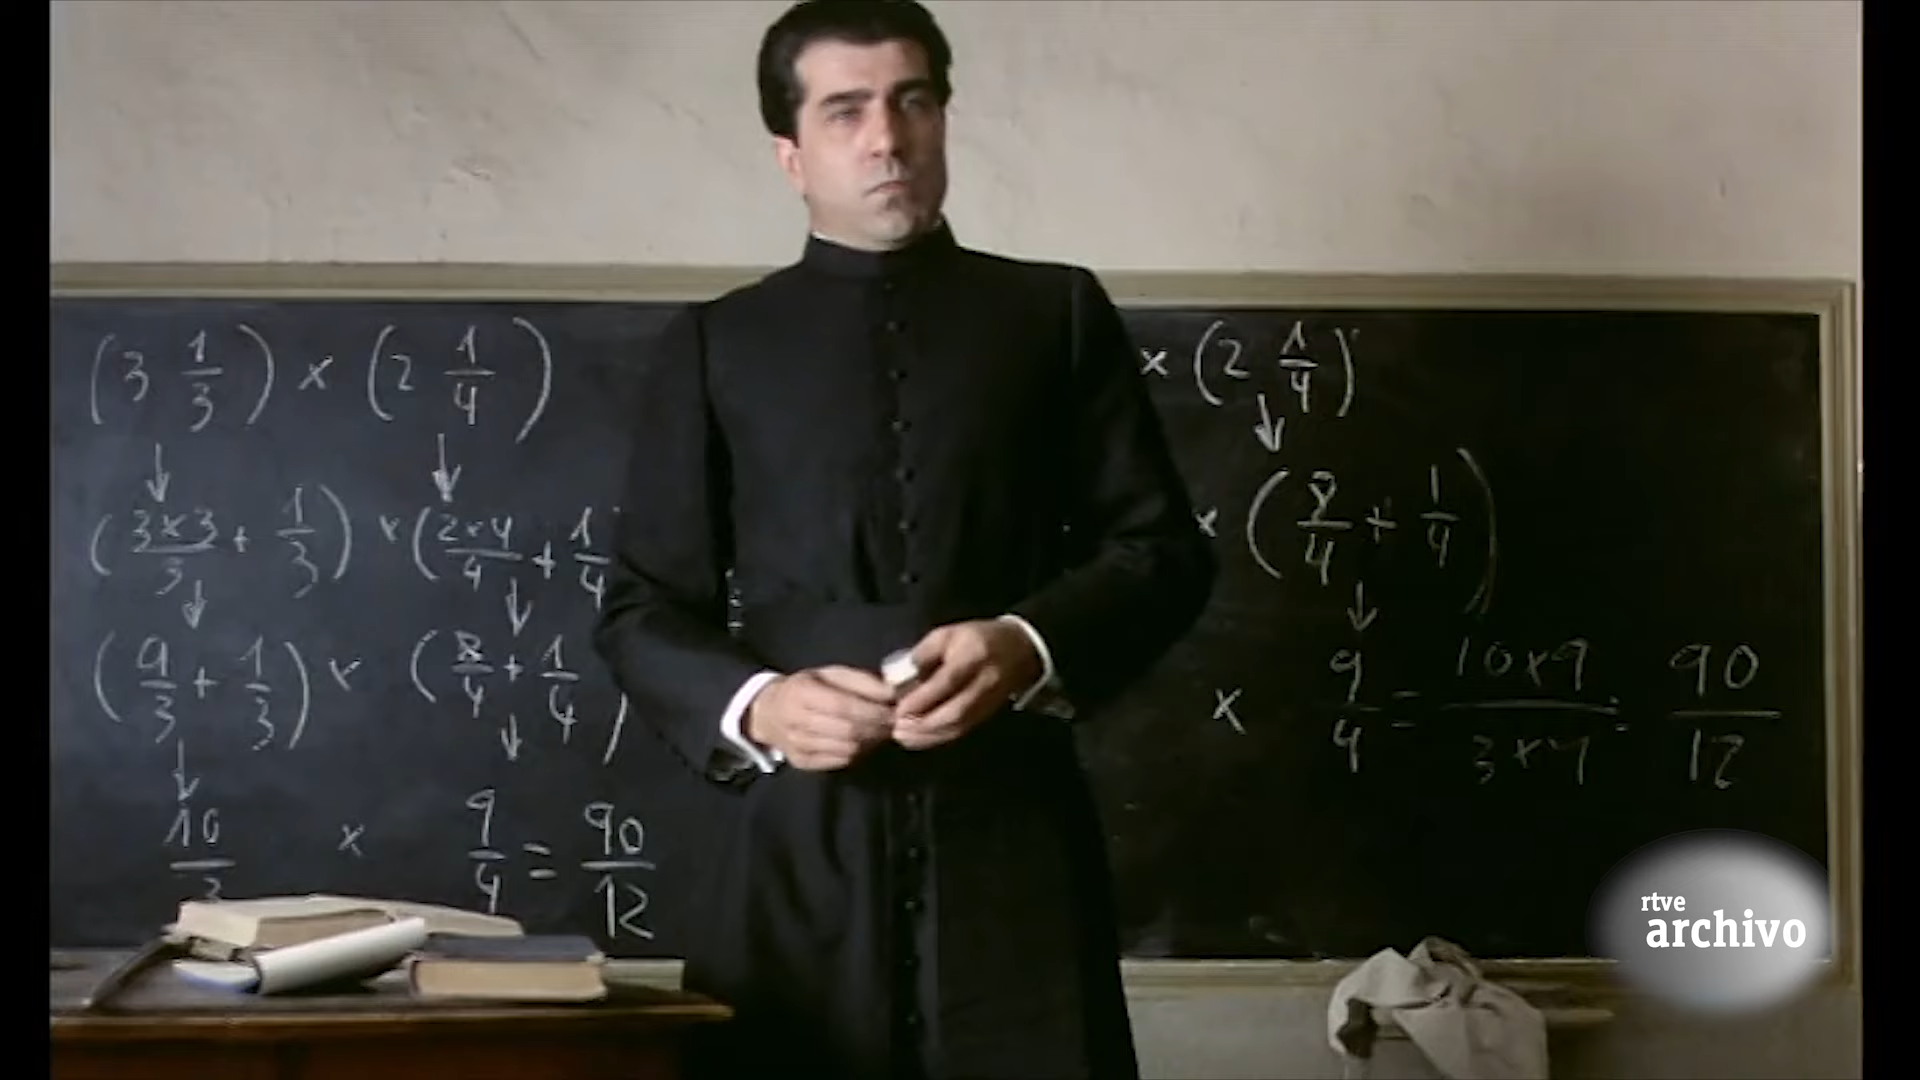 (3 1/3) x (2 1/4)
(3x3/3 + 1/3) x (2x4/4 + 1/4
(9/3 + 1/3) x (8/4 + 1/4)
10/3 x 9/4 = 90/12
x (2 1/4)
x (8/4 + 1/4)
x 9/4 = 10x9/3x4 = 90/12
rtve
archivo